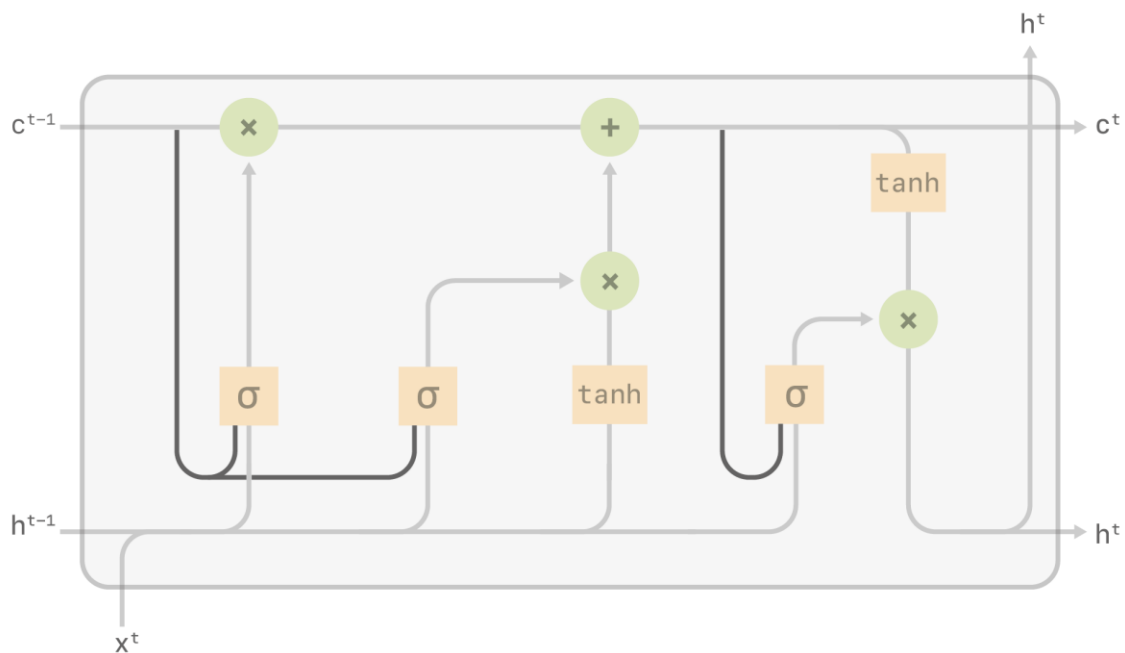 hᵗ
cᵗ⁻¹ × + cᵗ
tanh
×
×
σ σ tanh σ
hᵗ⁻¹ hᵗ
xᵗ